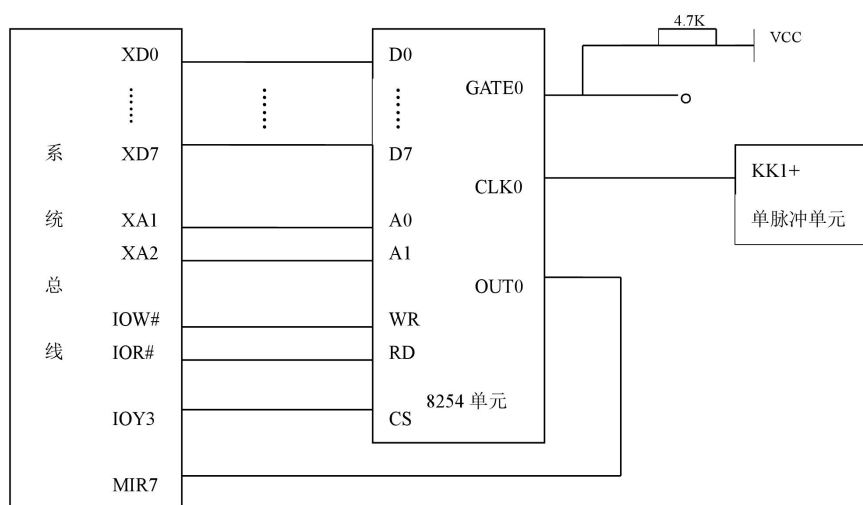 4.7K
VCC
XD0
D0
GATE0
系
XD7
D7
KK1+
CLK0
统
XA1
A0
单脉冲单元
XA2
A1
总
OUT0
IOW#
WR
线
IOR#
RD
8254 单元
IOY3
CS
MIR7